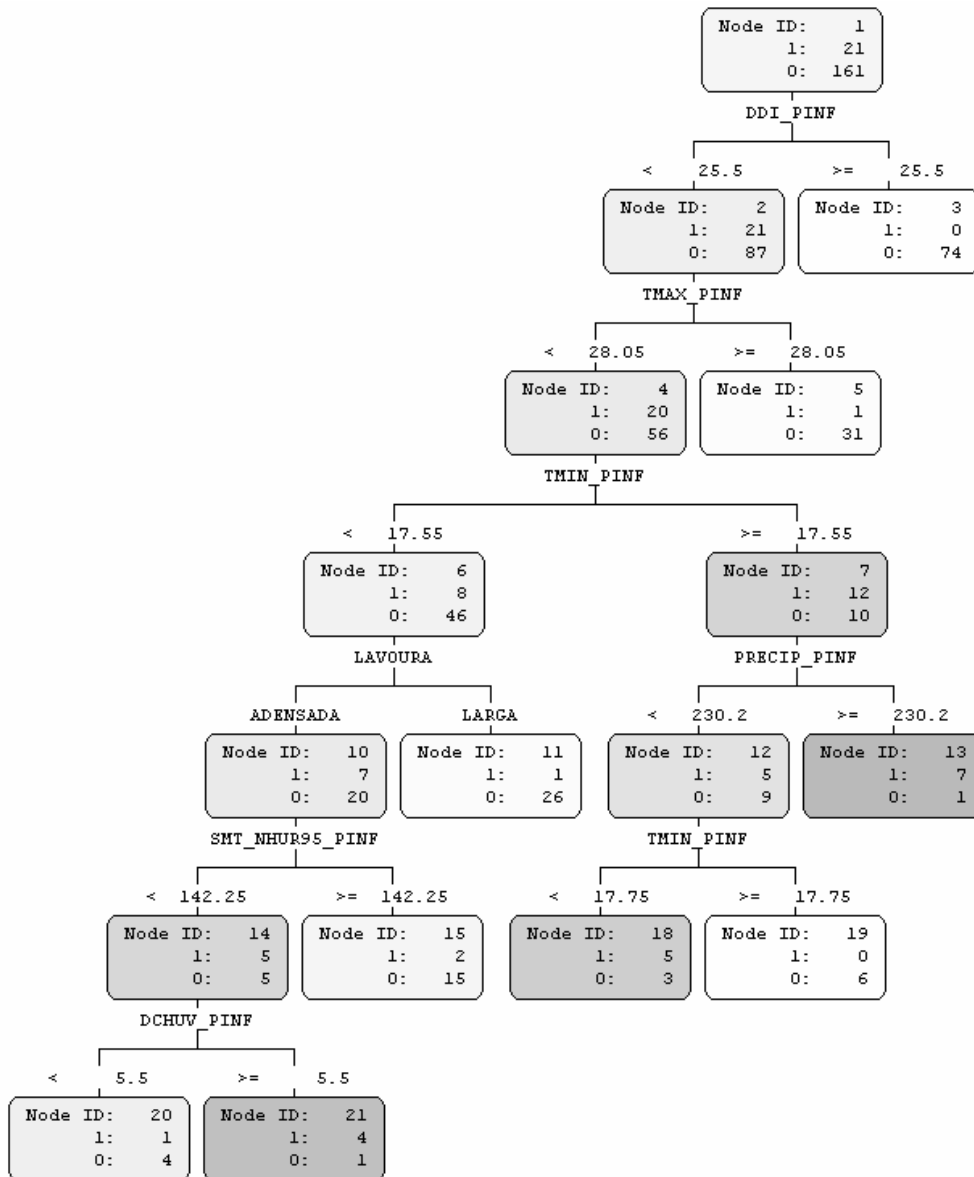 Node ID: 1
1: 21
0: 161
DDI_PINF
< 25.5 >= 25.5
Node ID: 2 Node ID: 3
1: 21 1: 0
0: 87 0: 74
TMAX_PINF
< 28.05 >= 28.05
Node ID: 4 Node ID: 5
1: 20 1: 1
0: 56 0: 31
TMIN_PINF
< 17.55 >= 17.55
Node ID: 6 Node ID: 7
1: 8 1: 12
0: 46 0: 10
LAVOURA PRECIP_PINF
ADENSADA LARGA < 230.2 >= 230.2
Node ID: 10 Node ID: 11 Node ID: 12 Node ID: 13
1: 7 1: 1 1: 5 1: 7
0: 20 0: 26 0: 9 0: 1
SMT_NHUR95_PINF TMIN_PINF
< 142.25 >= 142.25 < 17.75 >= 17.75
Node ID: 14 Node ID: 15 Node ID: 18 Node ID: 19
1: 5 1: 2 1: 5 1: 0
0: 5 0: 15 0: 3 0: 6
DCHUV_PINF
< 5.5 >= 5.5
Node ID: 20 Node ID: 21
1: 1 1: 4
0: 4 0: 1